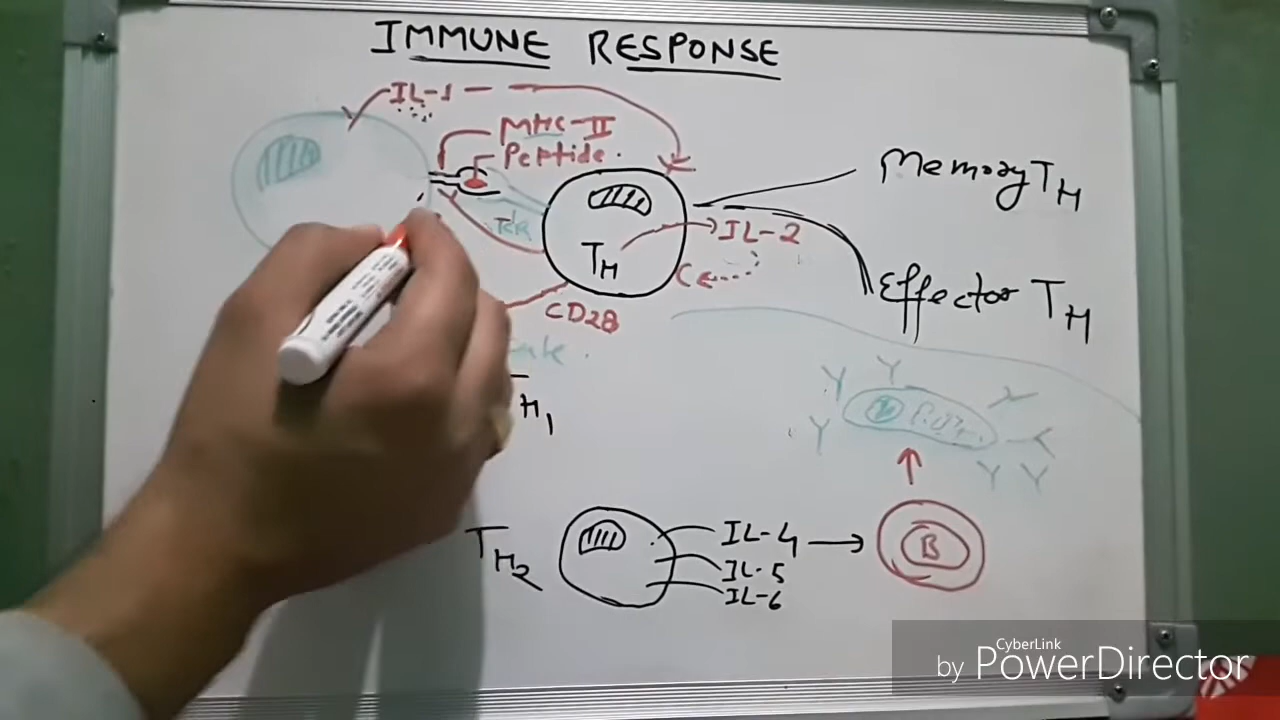 IMMUNE RESPONSE
IL-1
MHC-II
Peptide.
Memory TH
TCR
IL-2
TH
Effector TH
CD28
TH1
TH2
IL-4
IL-5
IL-6
B
CyberLink
by PowerDirector